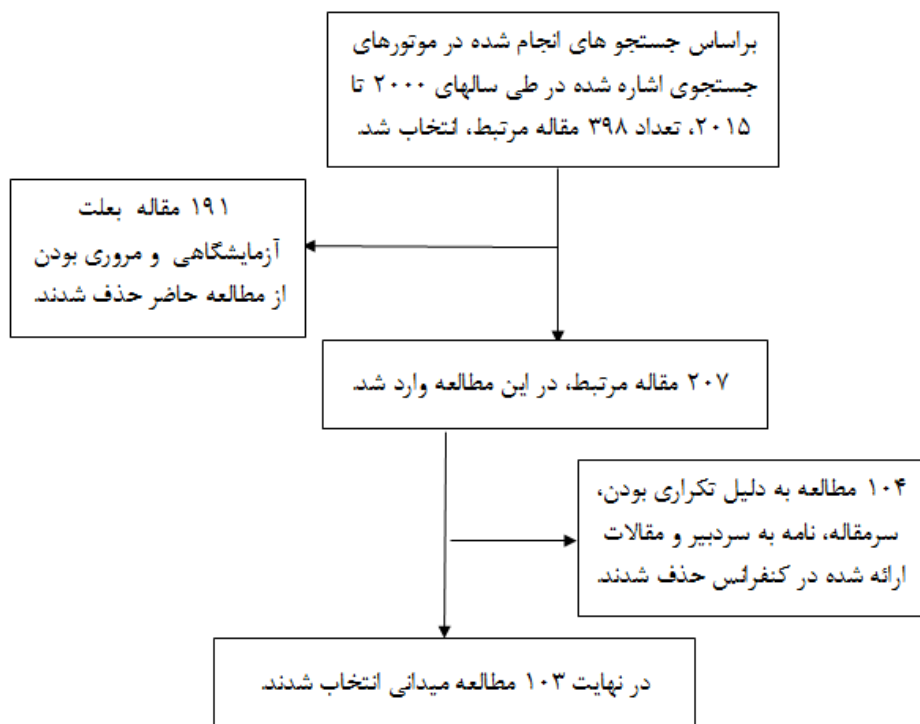 براساس جستجو های انجام شده در موتورهای
جستجوی اشاره شده در طی سالهای ۲۰۰۰ تا
۲۰۱۵، تعداد ۳۹۸ مقاله مرتبط، انتخاب شد.
۱۹۱ مقاله بعلت
آزمایشگاهی و مروری بودن
از مطالعه حاضر حذف شدند.
۲۰۷ مقاله مرتبط، در این مطالعه وارد شد.
۱۰۴ مطالعه به دلیل تکراری بودن،
سرمقاله، نامه به سردبیر و مقالات
ارائه شده در کنفرانس حذف شدند.
در نهایت ۱۰۳ مطالعه میدانی انتخاب شدند.